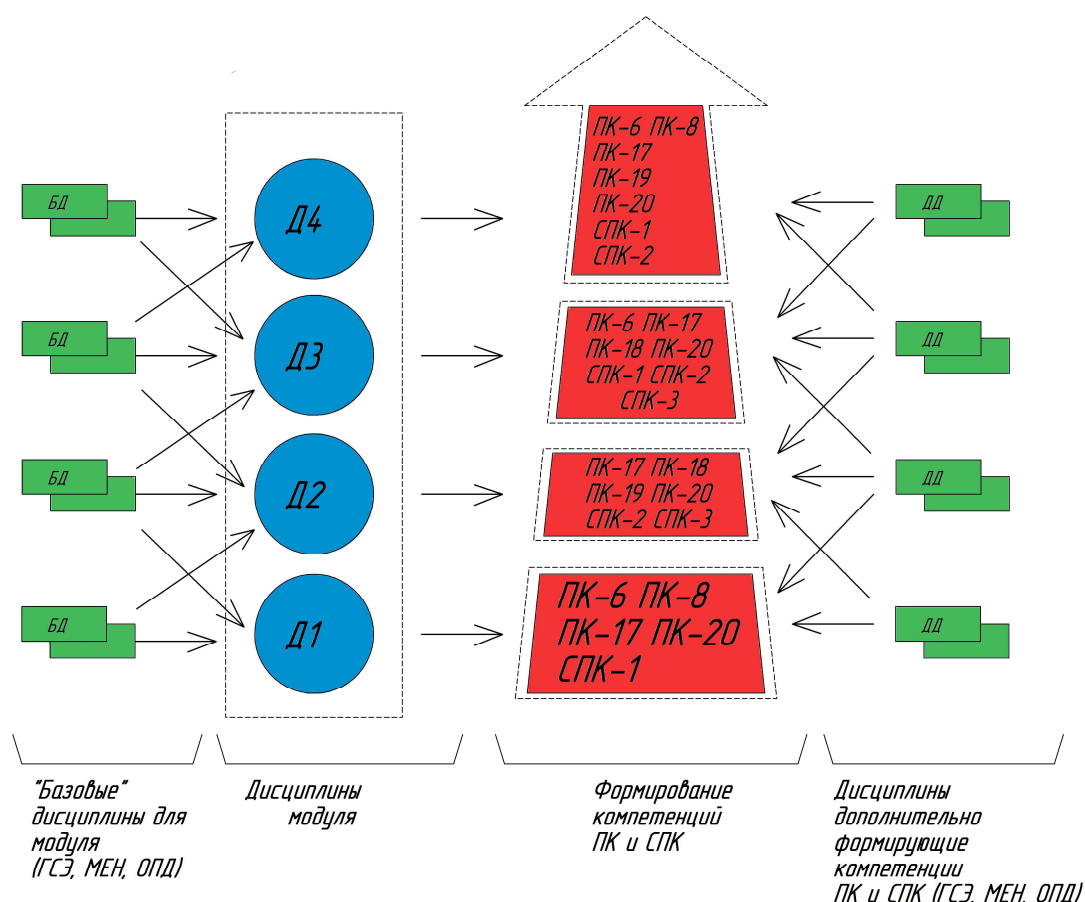 БД
Д4
ПК-6 ПК-8
ПК-17
ПК-19
ПК-20
СПК-1
СПК-2
ДД
БД
Д3
ПК-6 ПК-17
ПК-18 ПК-20
СПК-1 СПК-2
СПК-3
ДД
БД
Д2
ПК-17 ПК-18
ПК-19 ПК-20
СПК-2 СПК-3
ДД
БД
Д1
ПК-6 ПК-8
ПК-17 ПК-20
СПК-1
ДД
"Базовые"
дисциплины для
модуля
(ГСЭ, МЕН, ОПД)
Дисциплины
модуля
Формирование
компетенций
ПК и СПК
Дисциплины
дополнительно
формирующие
компетенции
ПК и СПК (ГСЭ, МЕН, ОПД)